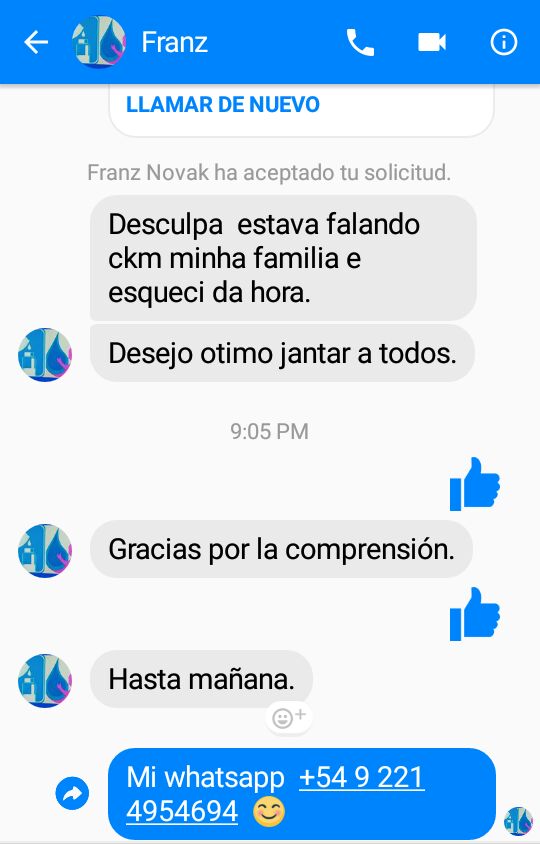 Franz
LLAMAR DE NUEVO
Franz Novak ha aceptado tu solicitud.
Desculpa estava falando
ckm minha familia e
esqueci da hora.
Desejo otimo jantar a todos.
9:05 PM
Gracias por la comprensión.
Hasta mañana.
Mi whatsapp +54 9 221
4954694 😊